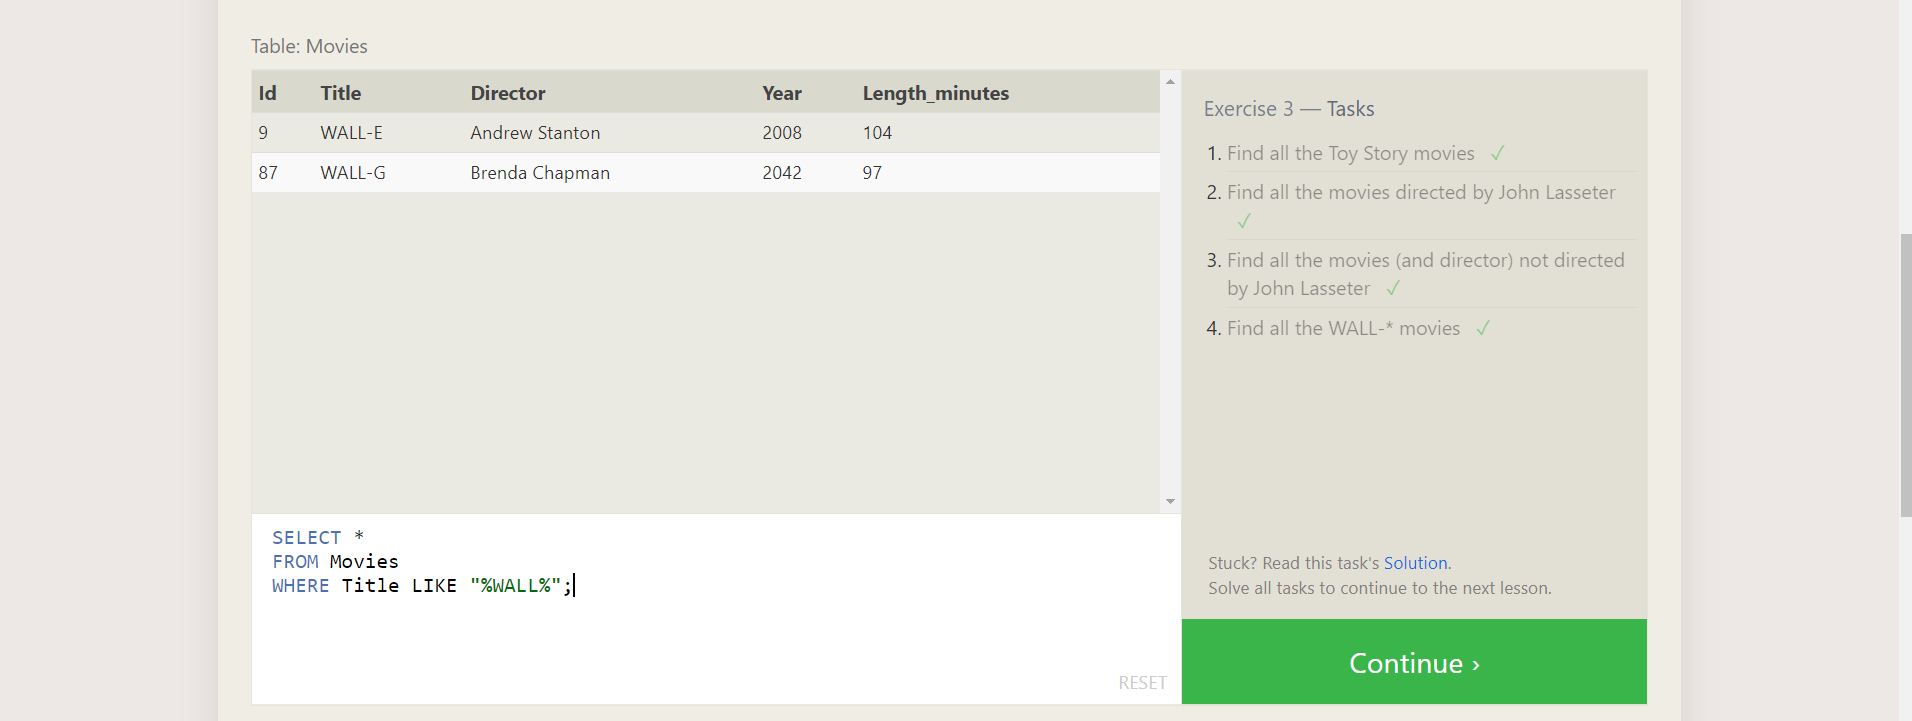 Table: Movies
Id Title Director Year Length_minutes
9 WALL-E Andrew Stanton 2008 104
87 WALL-G Brenda Chapman 2042 97
SELECT *
FROM Movies
WHERE Title LIKE "%WALL%";
RESET
Exercise 3 — Tasks
1. Find all the Toy Story movies ✓
2. Find all the movies directed by John Lasseter
✓
3. Find all the movies (and director) not directed
by John Lasseter ✓
4. Find all the WALL-* movies ✓
Stuck? Read this task's Solution.
Solve all tasks to continue to the next lesson.
Continue ›